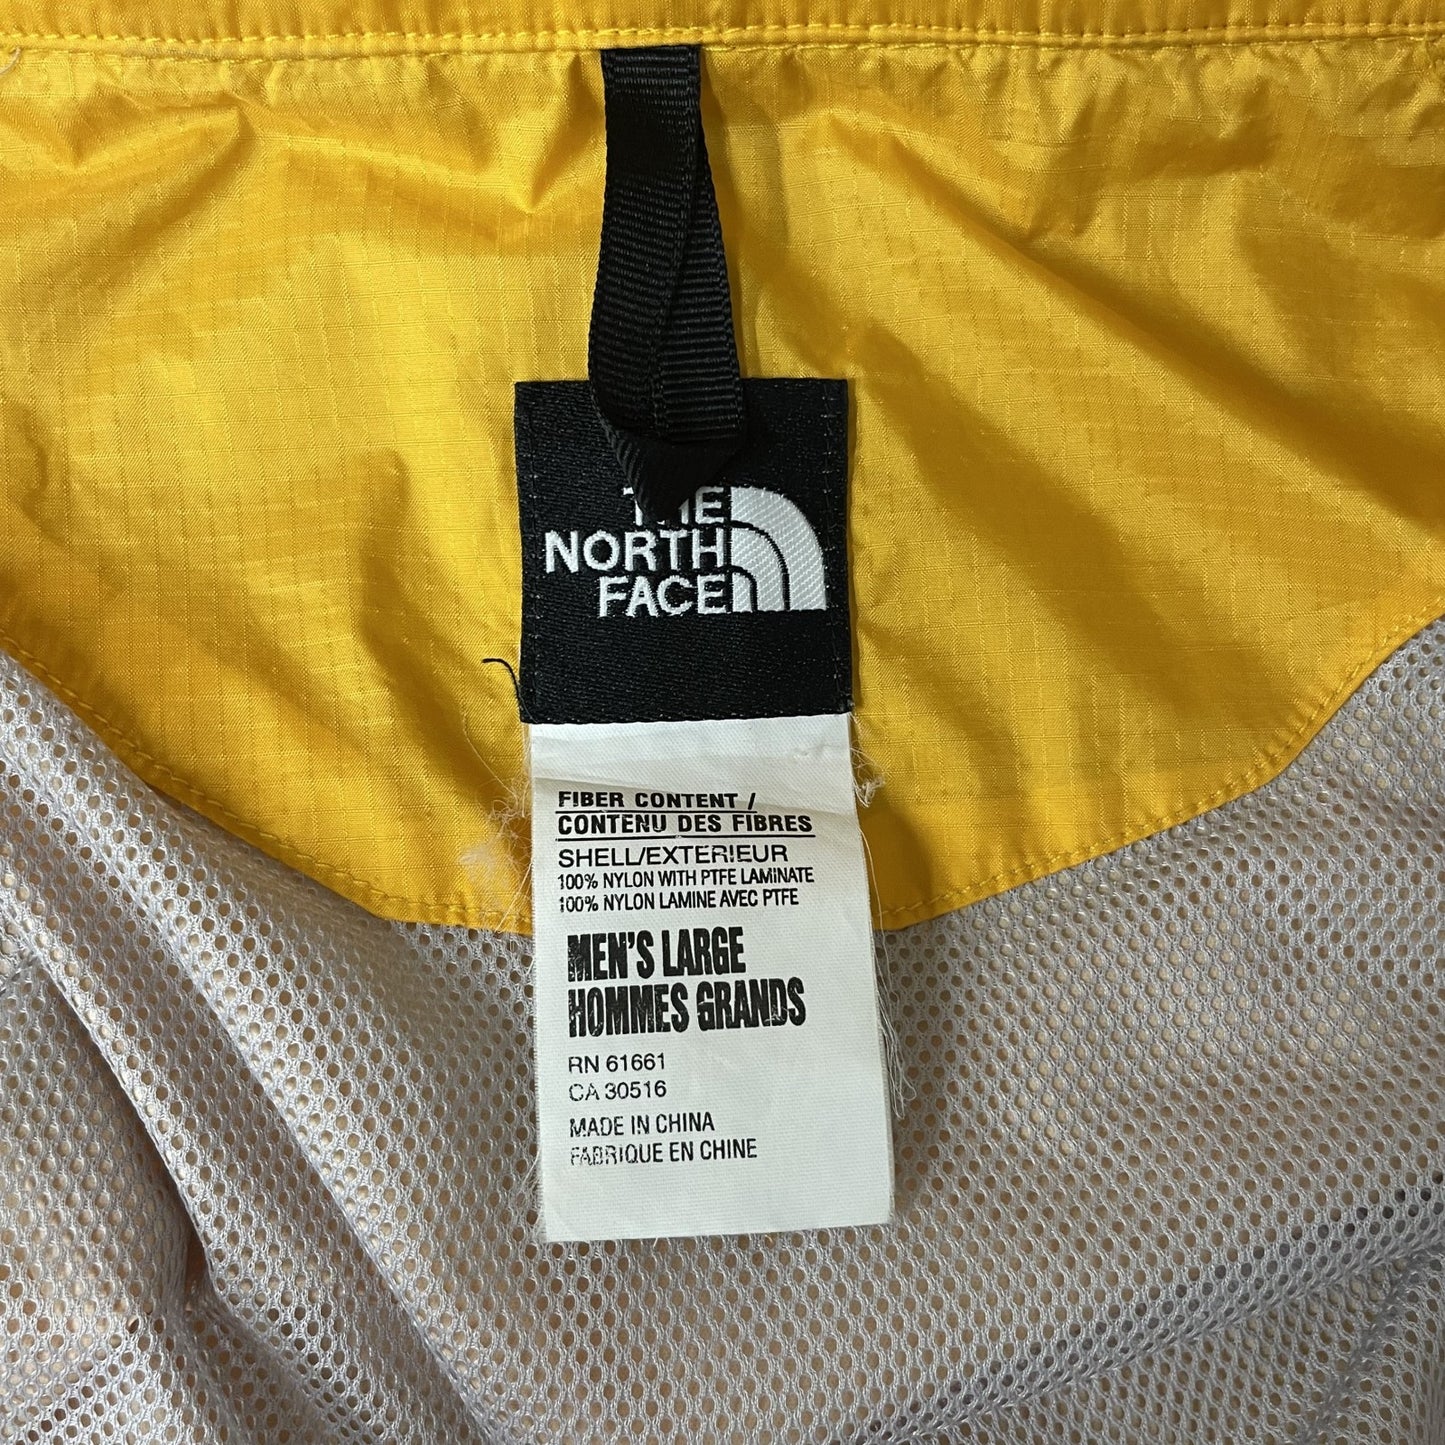 THE
NORTH
FACE
FIBER CONTENT /
CONTENU DES FIBRES
SHELL/EXTERIEUR
100% NYLON WITH PTFE LAMINATE
100% NYLON LAMINE AVEC PTFE
MEN'S LARGE
HOMMES GRANDS
RN 61661
CA 30516
MADE IN CHINA
FABRIQUE EN CHINE